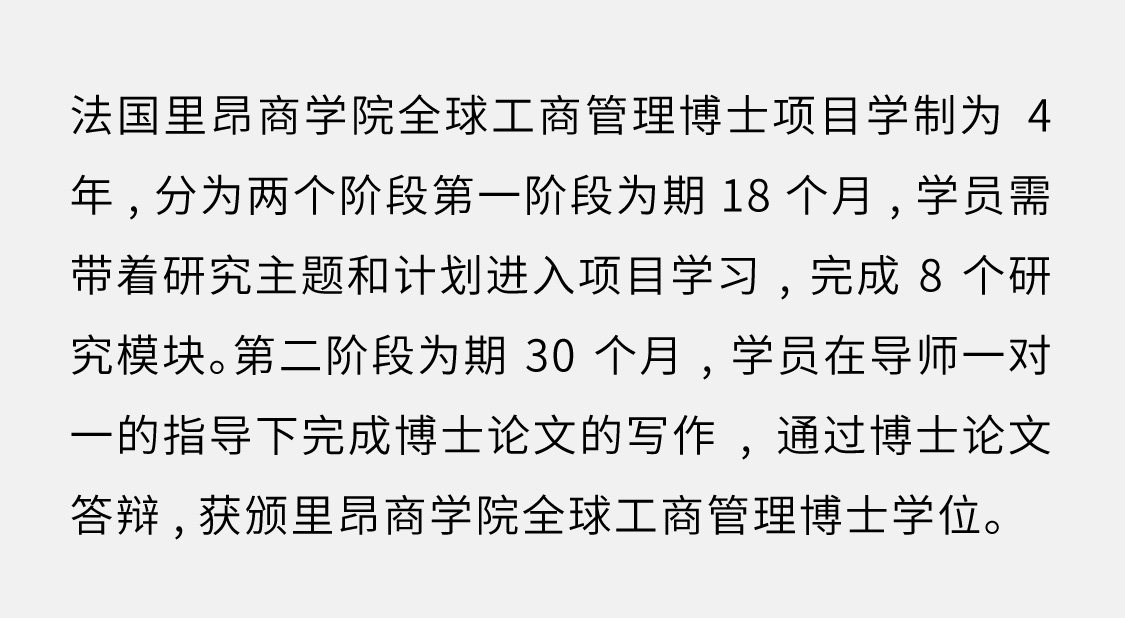 法国里昂商学院全球工商管理博士项目学制为 4
年，分为两个阶段第一阶段为期 18 个月，学员需
带着研究主题和计划进入项目学习，完成 8 个研
究模块。第二阶段为期 30 个月，学员在导师一对
一的指导下完成博士论文的写作，通过博士论文
答辩，获颁里昂商学院全球工商管理博士学位。